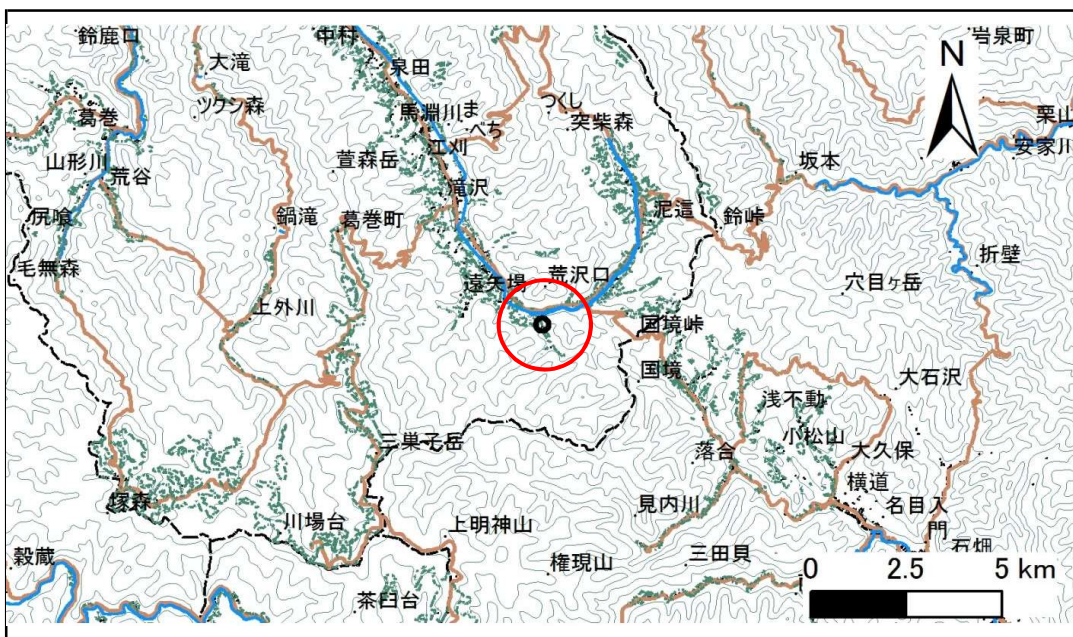 鈴鹿口
中村
岩泉町
大滝
泉田
N
ツクシ森
馬淵川
まべち
つくし
突柴森
葛巻
江刈
栗山
安家川
山形川
荒谷
萱森岳
坂本
滝沢
尻喰
鍋滝
葛巻町
泥這
鈴峠
折壁
毛無森
遠矢場
荒沢口
穴目ヶ岳
上外川
国境峠
国境
大石沢
浅不動
小松山
三巣子岳
落合
大久保
横道
塚森
川場台
上明神山
見内川
名目入
門
石畑
穀蔵
権現山
三田貝
茶臼台
0 2.5 5 km